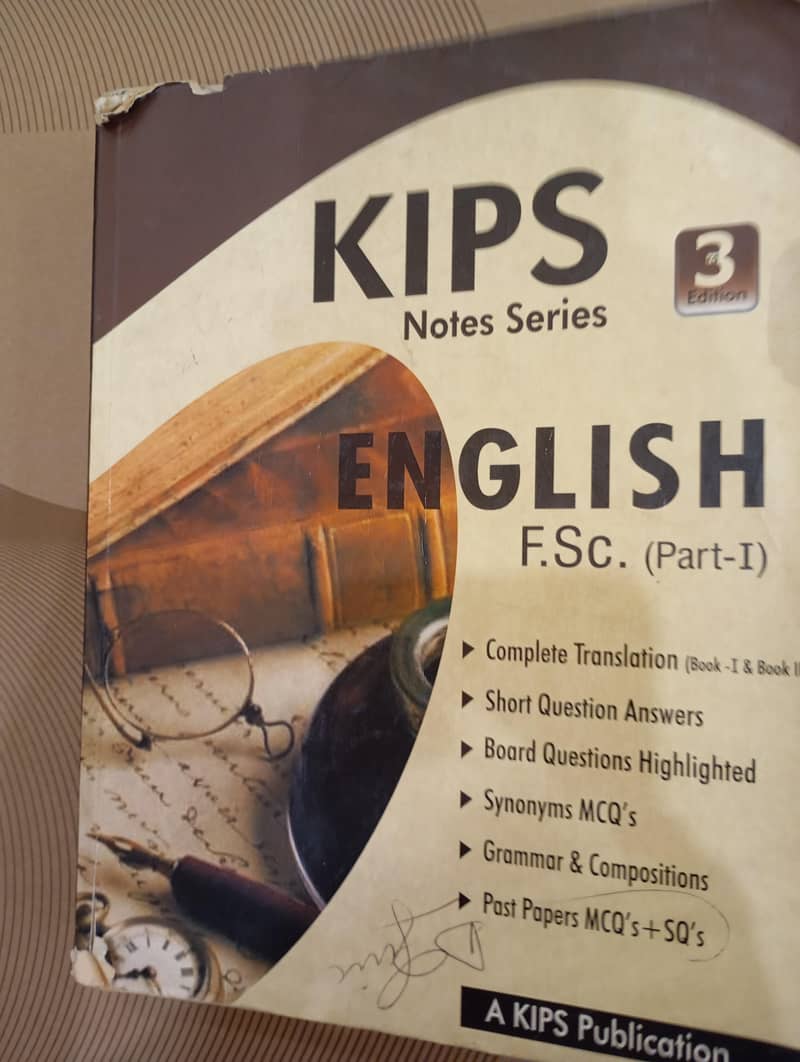 KIPS
Notes Series
3
Edition
ENGLISH
F.Sc. (Part-I)
Complete Translation (Book -I & Book II
Short Question Answers
Board Questions Highlighted
Synonyms MCQ's
Grammar & Compositions
Past Papers MCQ's+SQ's
A KIPS Publication